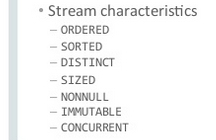 • Stream characteristics
– ORDERED
– SORTED
– DISTINCT
– SIZED
– NONNULL
– IMMUTABLE
– CONCURRENT